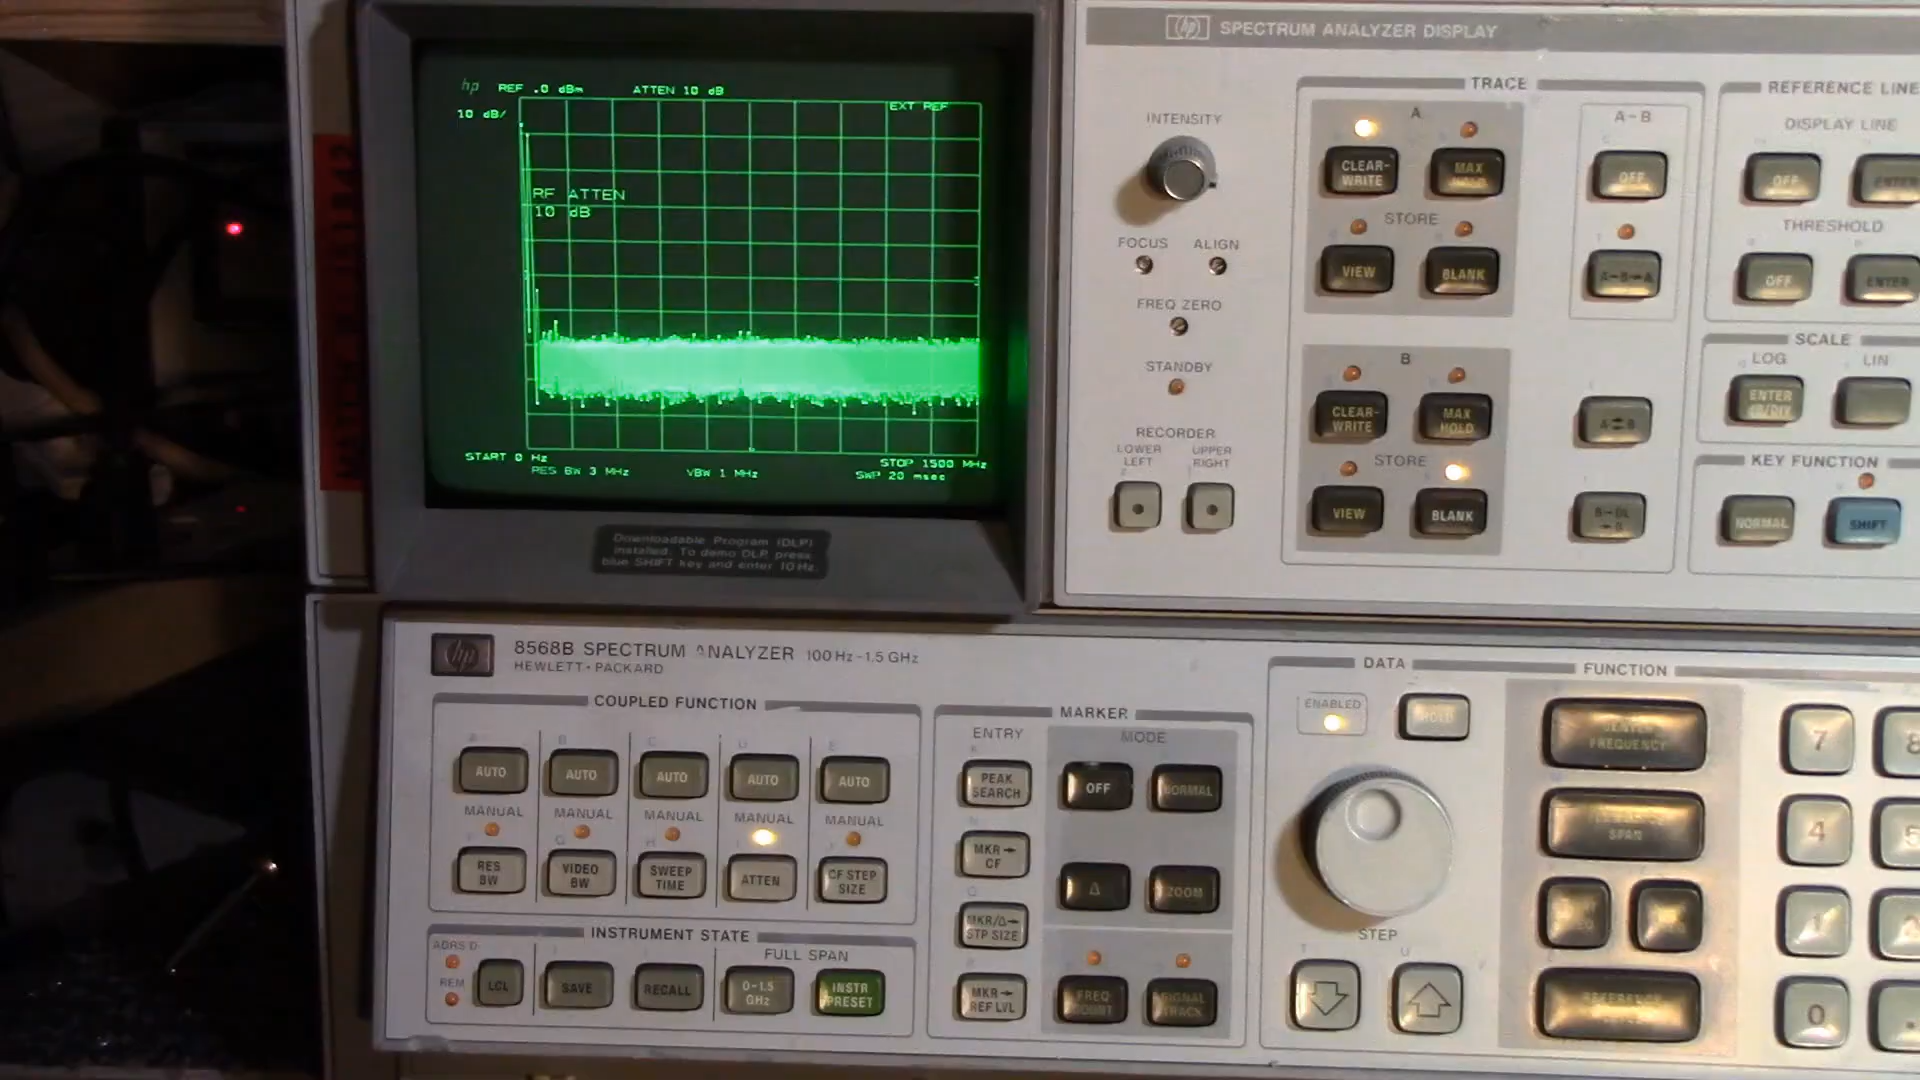 hp SPECTRUM ANALYZER DISPLAY
hp REF .0 dBm ATTEN 10 dB
10 dB/
EXT REF
RF ATTEN
10 dB
START 0 Hz
STOP 1500 MHz
RES BW 3 MHz
VBW 1 MHz
SWP 20 msec
Downloadable Program (DLP)
installed. To demo DLP, press
blue SHIFT key and enter 10 Hz.
INTENSITY
FOCUS
ALIGN
FREQ ZERO
STANDBY
RECORDER
LOWER
LEFT
UPPER
RIGHT
TRACE
A
CLEAR-
WRITE
MAX
HOLD
STORE
VIEW
BLANK
B
CLEAR-
WRITE
MAX
HOLD
STORE
VIEW
BLANK
A-B
OFF
A-B→A
A⇌B
B-DL
→B
REFERENCE LINE
DISPLAY LINE
OFF
ENTER
THRESHOLD
OFF
ENTER
SCALE
LOG
LIN
ENTER
dB/DIV
KEY FUNCTION
NORMAL
SHIFT
hp
8568B SPECTRUM ANALYZER 100Hz-1.5GHz
HEWLETT·PACKARD
COUPLED FUNCTION
A B C D E
AUTO AUTO AUTO AUTO AUTO
MANUAL MANUAL MANUAL MANUAL MANUAL
RES
BW
VIDEO
BW
SWEEP
TIME
ATTEN
CF STEP
SIZE
INSTRUMENT STATE
ADRS'D
REM
LCL
SAVE
RECALL
FULL SPAN
0-1.5
GHz
INSTR
PRESET
MARKER
ENTRY
MODE
PEAK
SEARCH
OFF
NORMAL
MKR→
CF
Δ
ZOOM
MKR/Δ→
STP SIZE
MKR→
REF LVL
FREQ
COUNT
SIGNAL
TRACK
DATA
ENABLED
HOLD
STEP
FUNCTION
CENTER
FREQUENCY
SPAN
REFERENCE
7 8
4 5
1 2
0 .